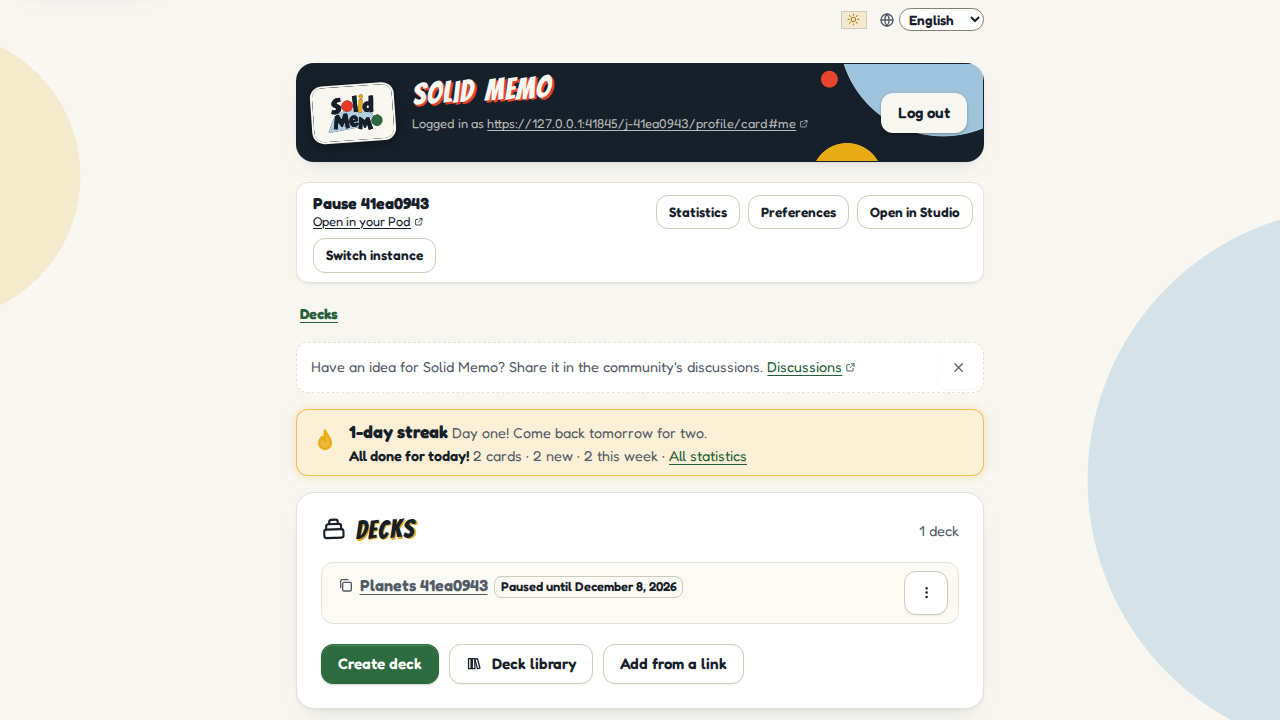 English
Solid Memo
SOLID MEMO
Logged in as https://127.0.0.1:41845/j-41ea0943/profile/card#me
Log out
Pause 41ea0943
Open in your Pod
Statistics
Preferences
Open in Studio
Switch instance
Decks
Have an idea for Solid Memo? Share it in the community's discussions. Discussions
1-day streak Day one! Come back tomorrow for two.
All done for today! 2 cards · 2 new · 2 this week · All statistics
DECKS
1 deck
Planets 41ea0943 Paused until December 8, 2026
Create deck
Deck library
Add from a link